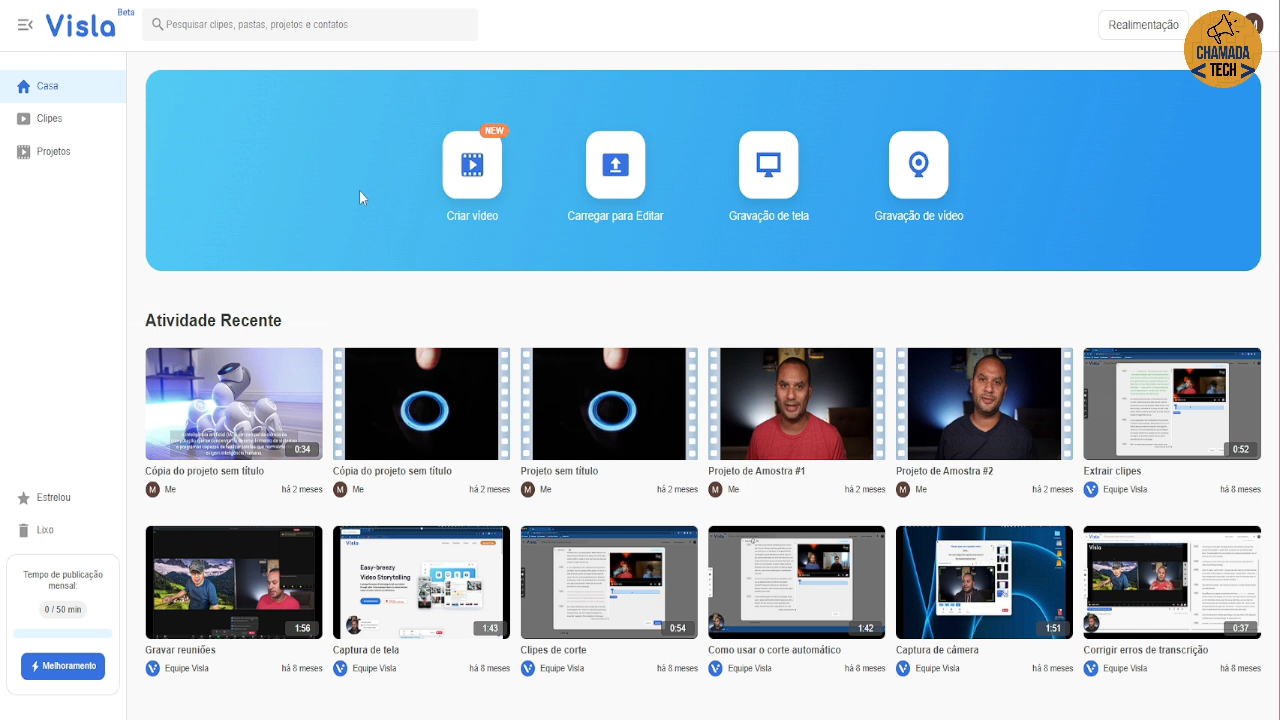 Visla Beta
Pesquisar clipes, pastas, projetos e contatos
Realimentação
M
CHAMADA
< TECH >
Casa
Clipes
Projetos
NEW
Criar vídeo
Carregar para Editar
Gravação de tela
Gravação de vídeo
Atividade Recente
0:34
0:52
Cópia do projeto sem título
Cópia do projeto sem título
Projeto sem título
Projeto de Amostra #1
Projeto de Amostra #2
Extrair clipes
M Me há 2 meses
M Me há 2 meses
M Me há 2 meses
M Me há 2 meses
M Me há 2 meses
Equipe Visla há 8 meses
Estrelou
Lixo
Tempo de publicação
mensal
0 / 50 min
Melhoramento
Easy-breezy
Video Storytelling
Visla
1:56
1:43
0:54
1:42
1:51
0:37
Gravar reuniões
Captura de tela
Clipes de corte
Como usar o corte automático
Captura de câmera
Corrigir erros de transcrição
Equipe Visla há 8 meses
Equipe Visla há 8 meses
Equipe Visla há 8 meses
Equipe Visla há 8 meses
Equipe Visla há 8 meses
Equipe Visla há 8 meses